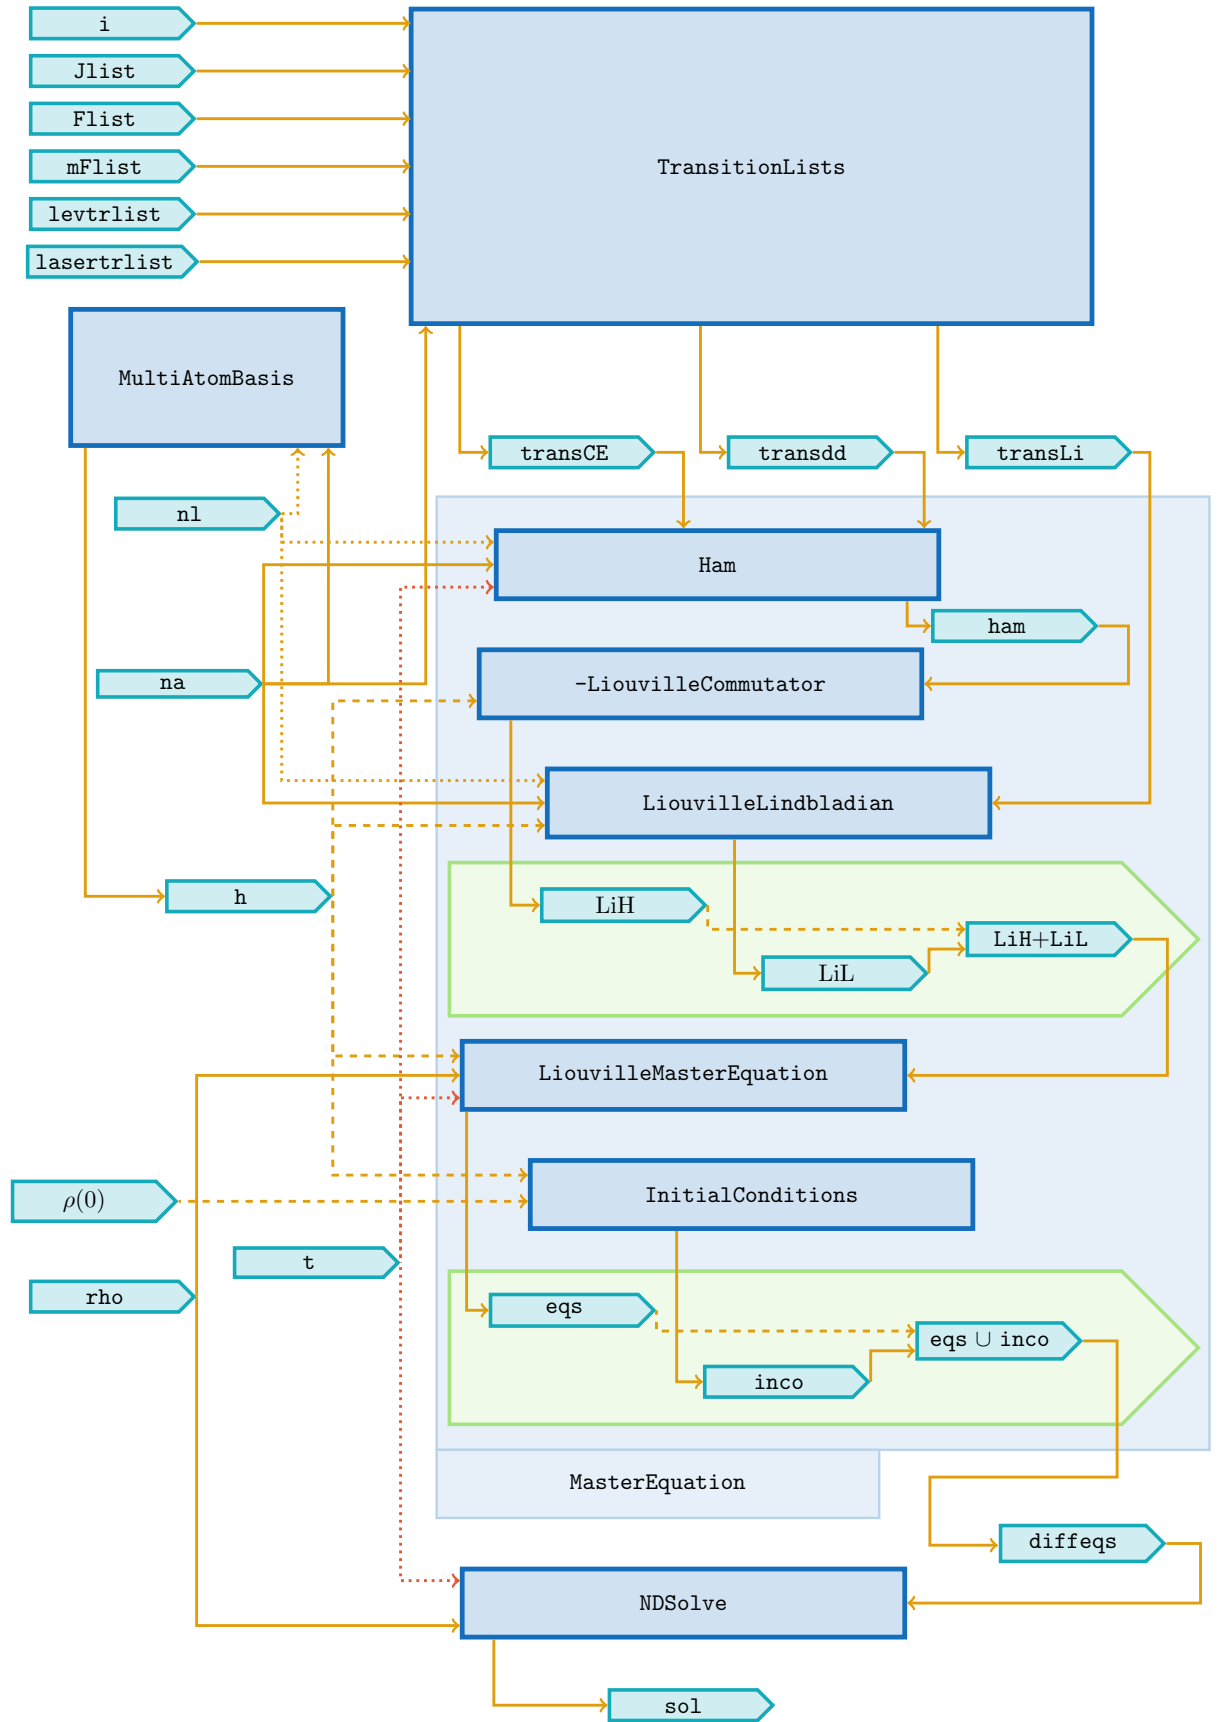 i
Jlist
Flist
mFlist
levtrlist
lasertrlist
TransitionLists
MultiAtomBasis
transCE
transdd
transLi
nl
Ham
ham
na
-LiouvilleCommutator
LiouvilleLindbladian
h
LiH
LiH+LiL
LiL
LiouvilleMasterEquation
ρ(0)
InitialConditions
t
rho
eqs
eqs ∪ inco
inco
MasterEquation
diffeqs
NDSolve
sol